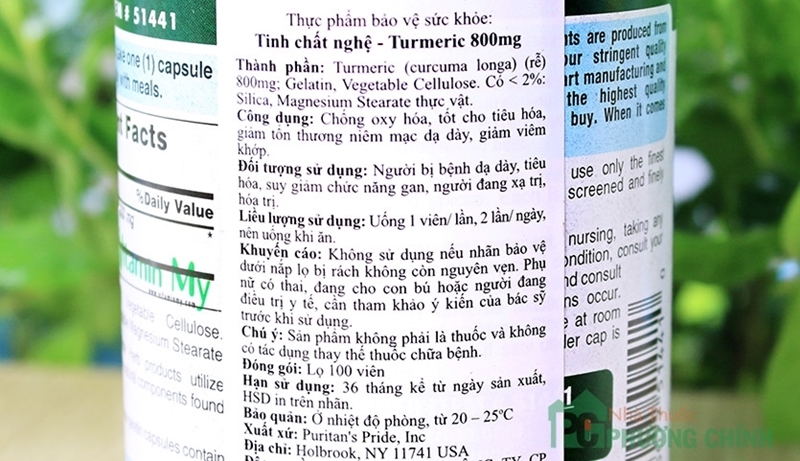 M # 51441
ke one (1) capsule
with meals.
t Facts
%Daily Value
mg
*
tamin My
getable Cellulose.
Magnesium Stearate
herb products utilize
components found
capsules contain
Thực phẩm bảo vệ sức khỏe:
Tinh chất nghệ - Turmeric 800mg
Thành phần: Turmeric (curcuma longa) (rễ)
800mg; Gelatin, Vegetable Cellulose. Có < 2%:
Silica, Magnesium Stearate thực vật.
Công dụng: Chống oxy hóa, tốt cho tiêu hóa,
giảm tổn thương niêm mạc dạ dày, giảm viêm
khớp.
Đối tượng sử dụng: Người bị bệnh dạ dày, tiêu
hóa, suy giảm chức năng gan, người đang xạ trị,
hóa trị.
Liều lượng sử dụng: Uống 1 viên/ lần, 2 lần/ ngày,
nên uống khi ăn.
Khuyến cáo: Không sử dụng nếu nhãn bảo vệ
dưới nắp lọ bị rách không còn nguyên vẹn. Phụ
nữ có thai, đang cho con bú hoặc người đang
điều trị y tế, cần tham khảo ý kiến của bác sỹ
trước khi sử dụng.
Chú ý: Sản phẩm không phải là thuốc và không
có tác dụng thay thế thuốc chữa bệnh.
Đóng gói: Lọ 100 viên
Hạn sử dụng: 36 tháng kể từ ngày sản xuất,
HSD in trên nhãn.
Bảo quản: Ở nhiệt độ phòng, từ 20 – 25°C
Xuất xứ: Puritan's Pride, Inc
Địa chỉ: Holbrook, NY 11741 USA
nts are produced from
our stringent quality
art manufacturing and
the highest quality
buy. When it comes
use only the finest
screened and finely
nursing, taking any
ondition, consult your
nd consult
ns occur.
e at room
der cap is
1
PC
Nhà Thuốc
PHƯƠNG CHINH